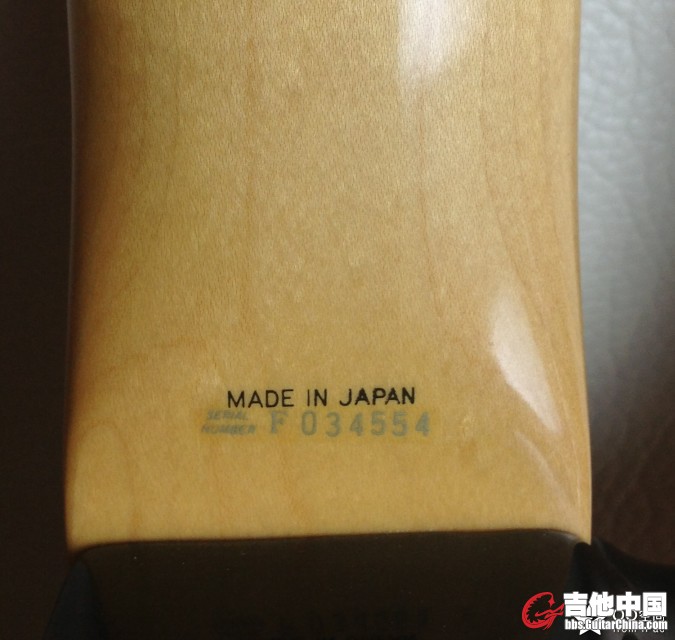 MADE IN JAPAN
SERIAL
NUMBER F 034554
吉他中国
bbs.GuitarChina.com